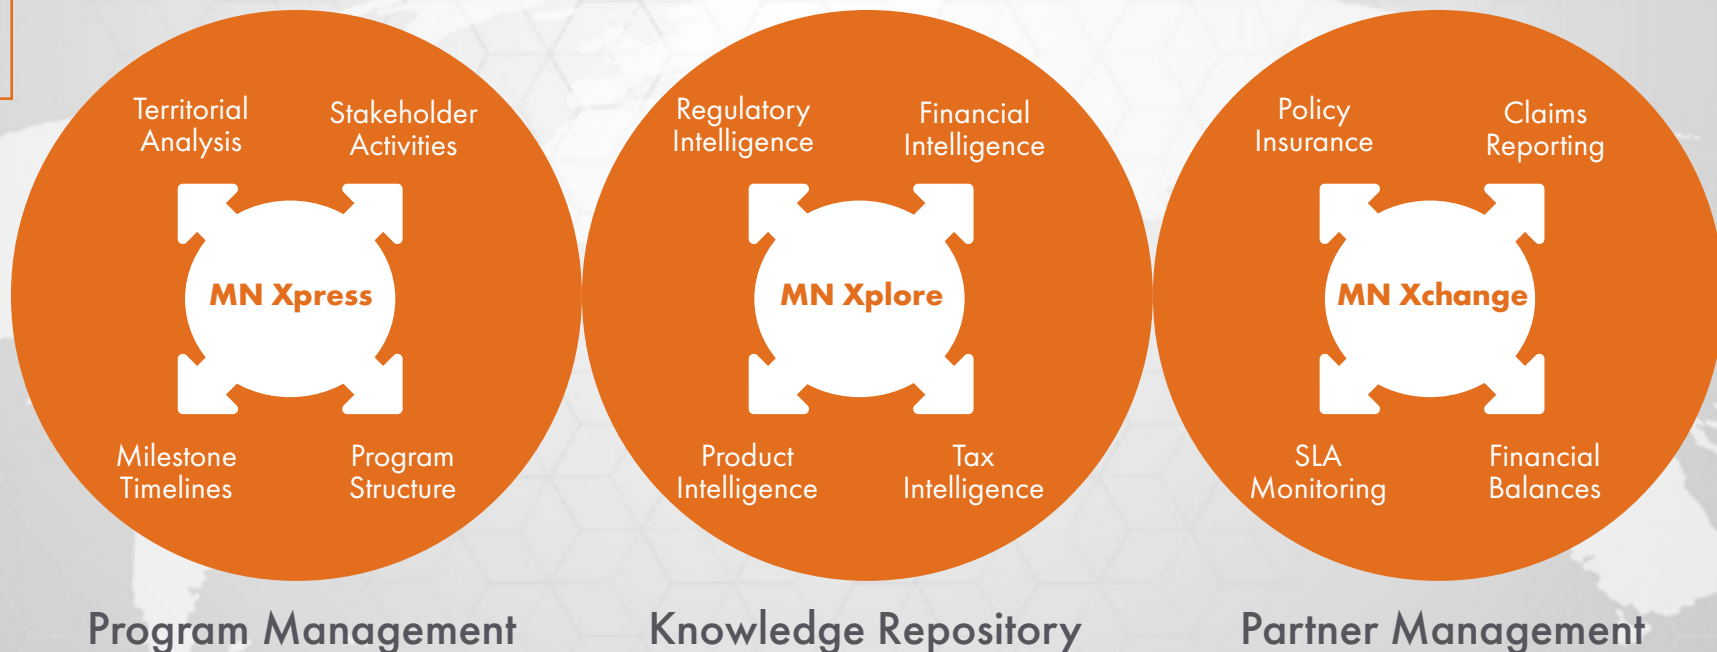 Territorial
Analysis
Stakeholder
Activities
MN Xpress
Milestone
Timelines
Program
Structure
Program Management
Regulatory
Intelligence
Financial
Intelligence
MN Xplore
Product
Intelligence
Tax
Intelligence
Knowledge Repository
Policy
Insurance
Claims
Reporting
MN Xchange
SLA
Monitoring
Financial
Balances
Partner Management